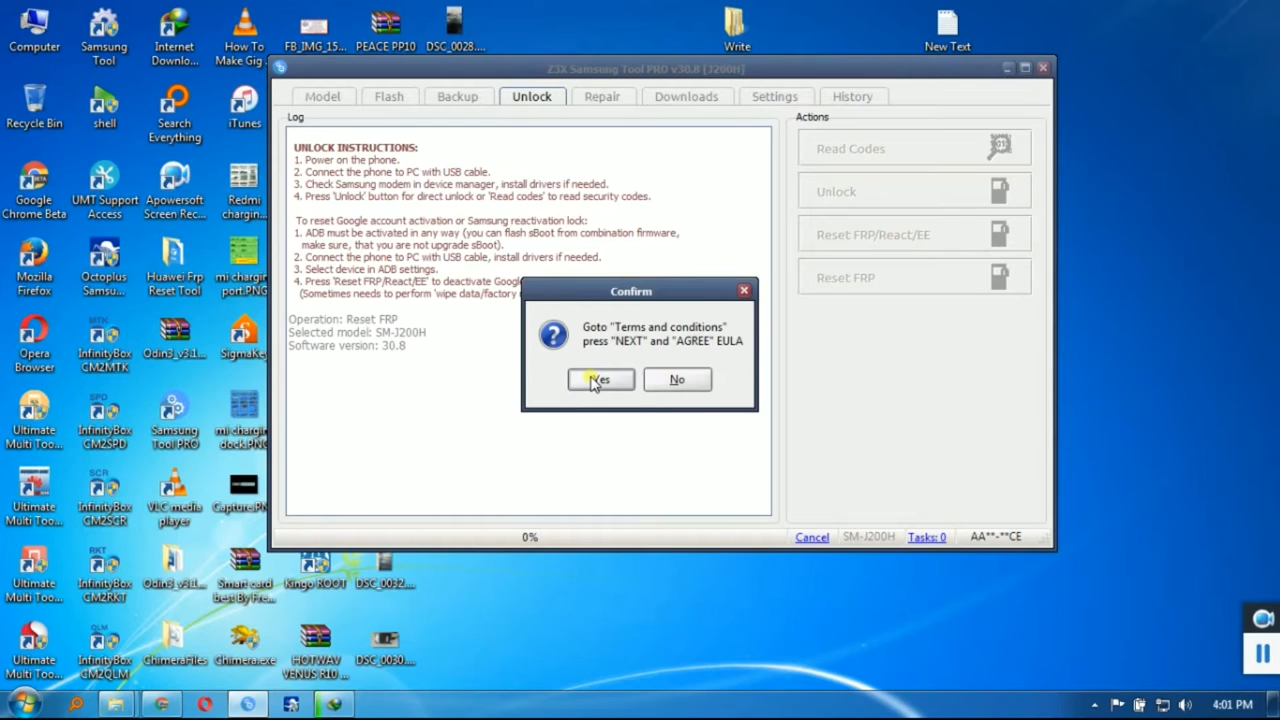 Computer
Samsung
Tool
Internet
Downlo...
How To
Make Gig
FB_IMG_15...
PEACE PP10
DSC_0028....
Write
New Text
Z3X Samsung Tool PRO v30.8 [J200H]
Model
Flash
Backup
Unlock
Repair
Downloads
Settings
History
Recycle Bin
shell
Search
Everything
iTunes
Google
Chrome Beta
UMT Support
Access
Apowersoft
Screen Rec...
Redmi
chargin...
Mozilla
Firefox
Octoplus
Samsu...
Huawei Frp
Reset Tool
mi chargin
port.PNG
Opera
Browser
InfinityBox
CM2MTK
Odin3_v3.1...
SigmaKey
Ultimate
Multi Too...
InfinityBox
CM2SPD
Samsung
Tool PRO
mi chargin
dock.PNG
Ultimate
Multi Too...
InfinityBox
CM2SCR
VLC media
player
Capture.PN
Ultimate
Multi Too...
InfinityBox
CM2RKT
Odin3_v3.1...
Smart card
best By Fre...
Kingo ROOT
DSC_0032....
Ultimate
Multi Too...
InfinityBox
CM2QLM
ChimeraFiles
Chimera.exe
HOTWAV
VENUS R10 ...
DSC_0030....
Log
UNLOCK INSTRUCTIONS:
1. Power on the phone.
2. Connect the phone to PC with USB cable.
3. Check Samsung modem in device manager, install drivers if needed.
4. Press 'Unlock' button for direct unlock or 'Read codes' to read security codes.
To reset Google account activation or Samsung reactivation lock:
1. ADB must be activated in any way (you can flash sBoot from combination firmware,
make sure, that you are not upgrade sBoot).
2. Connect the phone to PC with USB cable, install drivers if needed.
3. Select device in ADB settings.
4. Press 'Reset FRP/React/EE' to deactivate Googl
(Sometimes needs to perform 'wipe data/factory
Operation: Reset FRP
Selected model: SM-J200H
Software version: 30.8
Confirm
Goto "Terms and conditions"
press "NEXT" and "AGREE" EULA
Yes
No
Actions
Read Codes
Unlock
Reset FRP/React/EE
Reset FRP
0%
Cancel
SM-J200H
Tasks: 0
AA**-**CE
4:01 PM